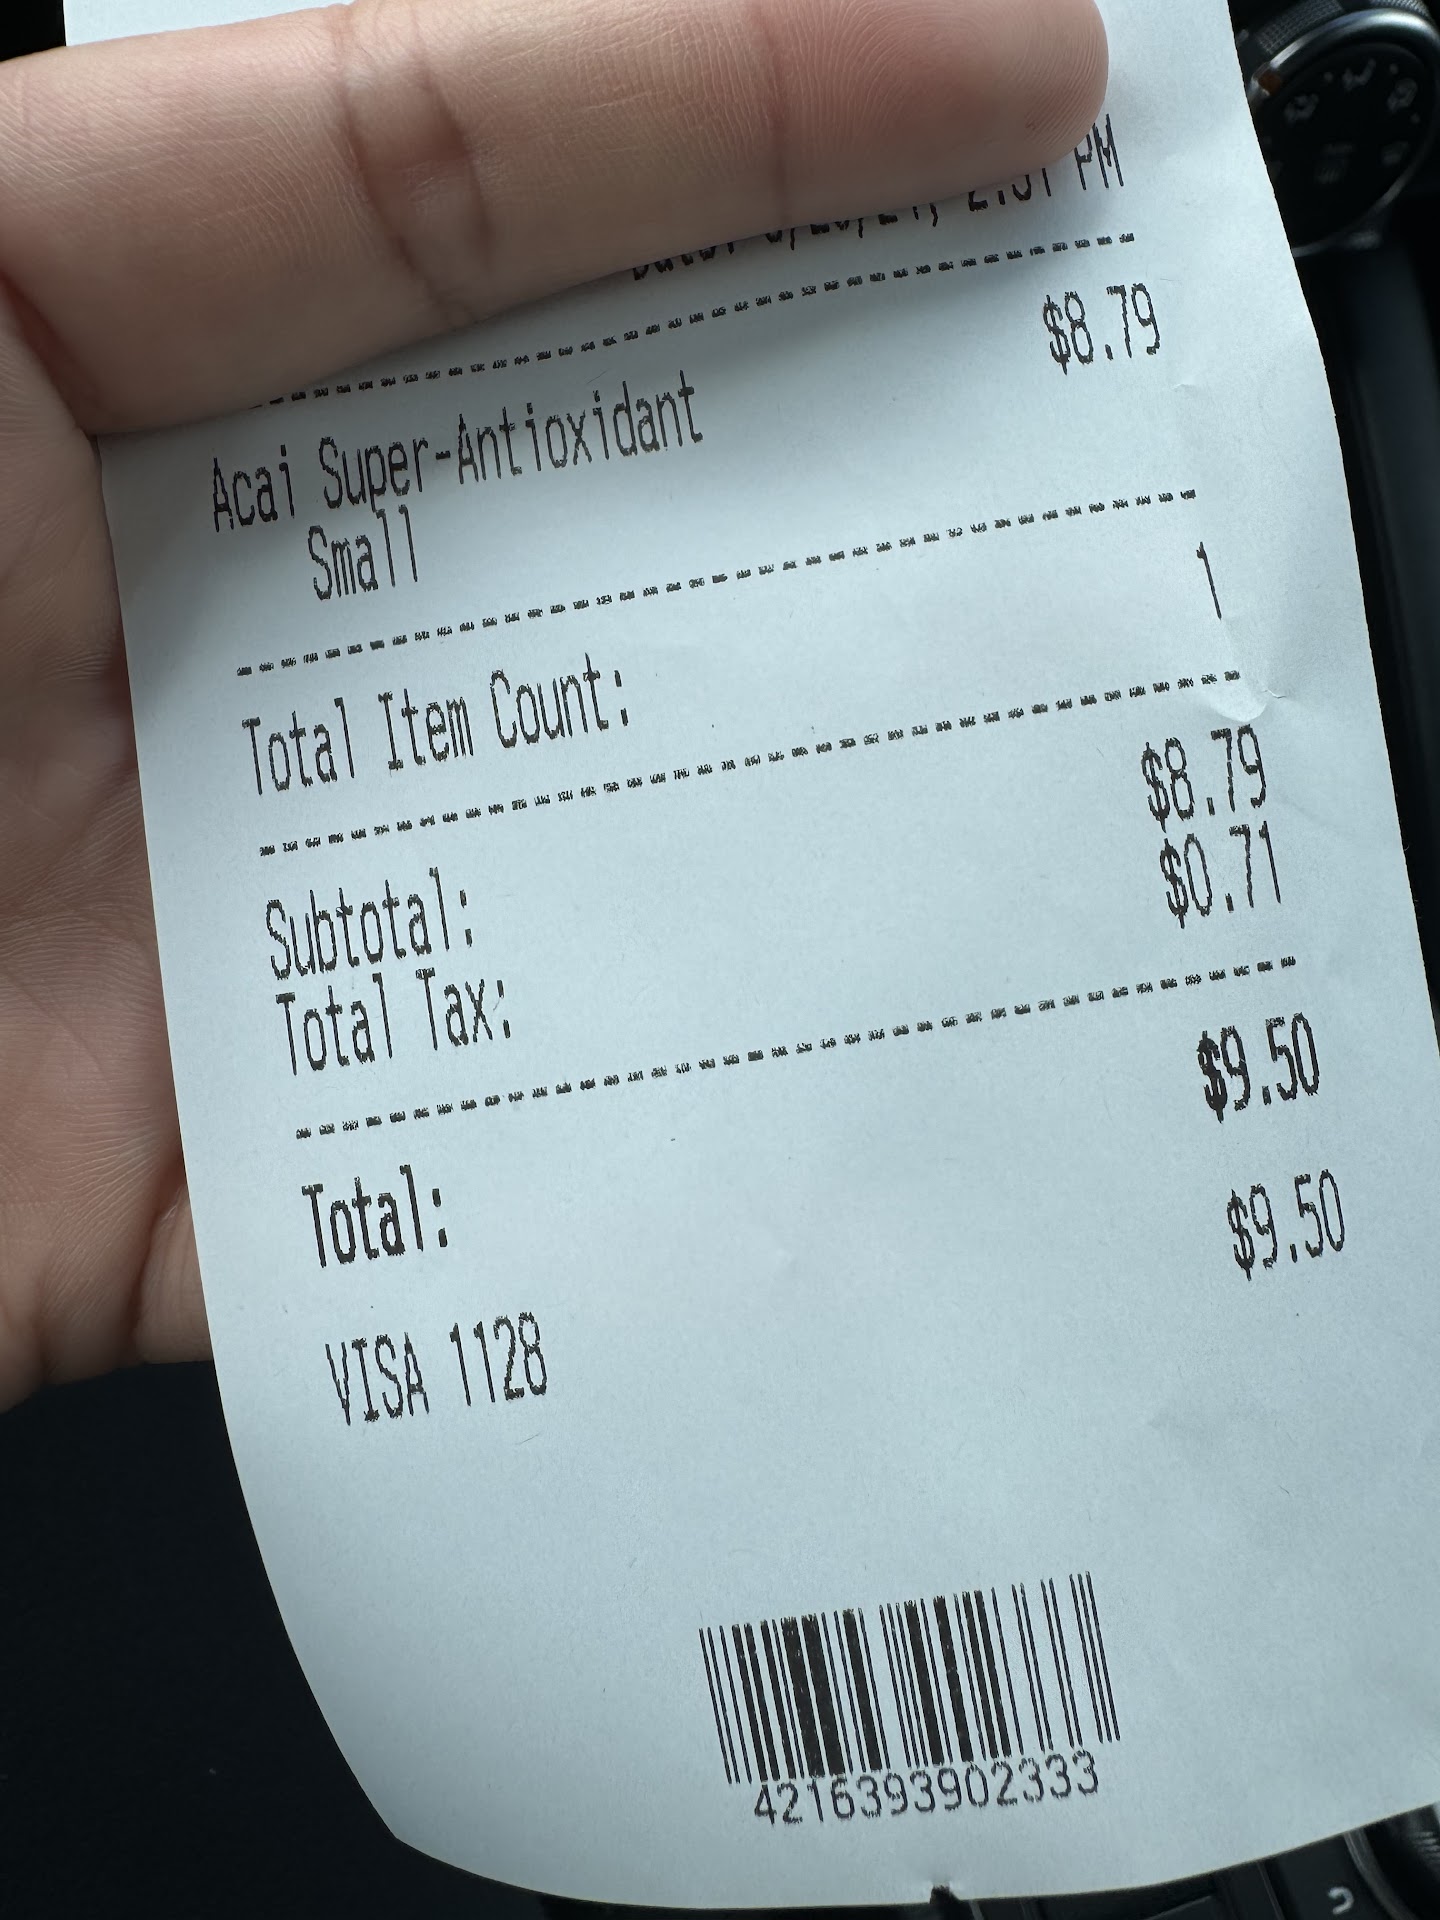 PM
$8.79
Acai Super-Antioxidant
Small
Total Item Count: 1
Subtotal: $8.79
Total Tax: $0.71
Total: $9.50
VISA 1128 $9.50
4216393902333